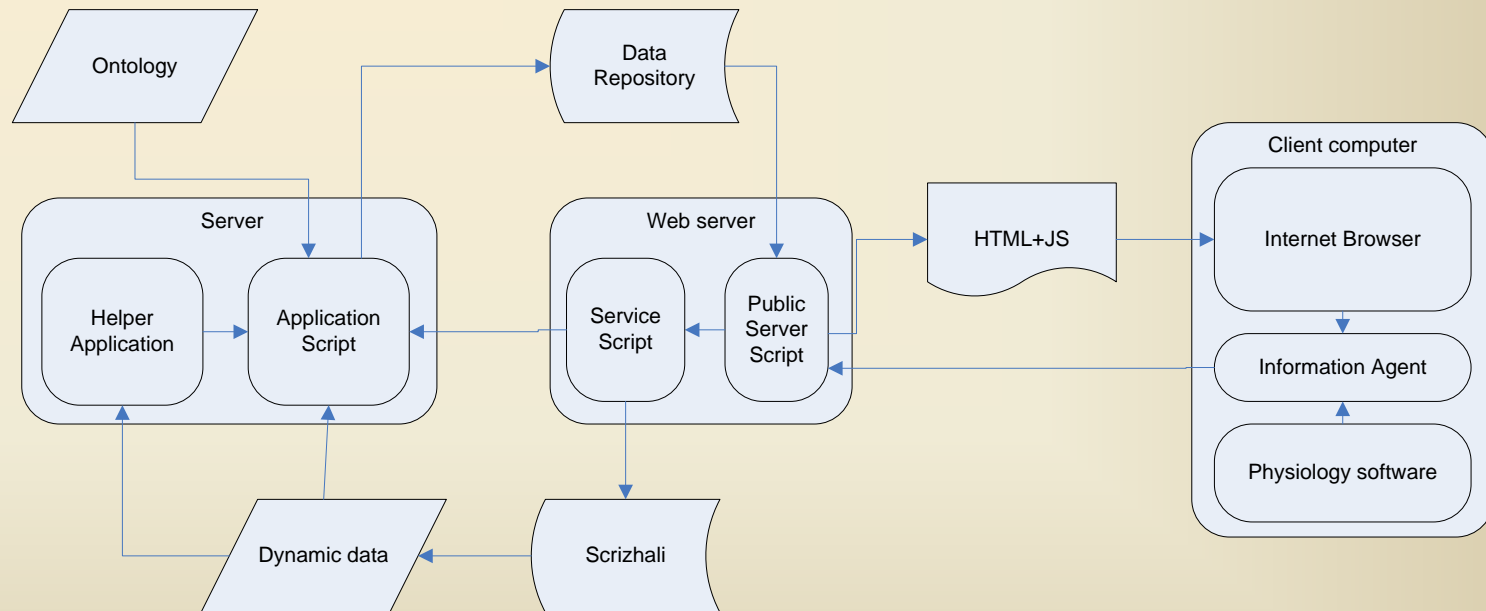 Ontology
Data
Repository
Client computer
Server
Web server
HTML+JS
Internet Browser
Helper
Application
Application
Script
Service
Script
Public
Server
Script
Information Agent
Physiology software
Dynamic data
Scrizhali